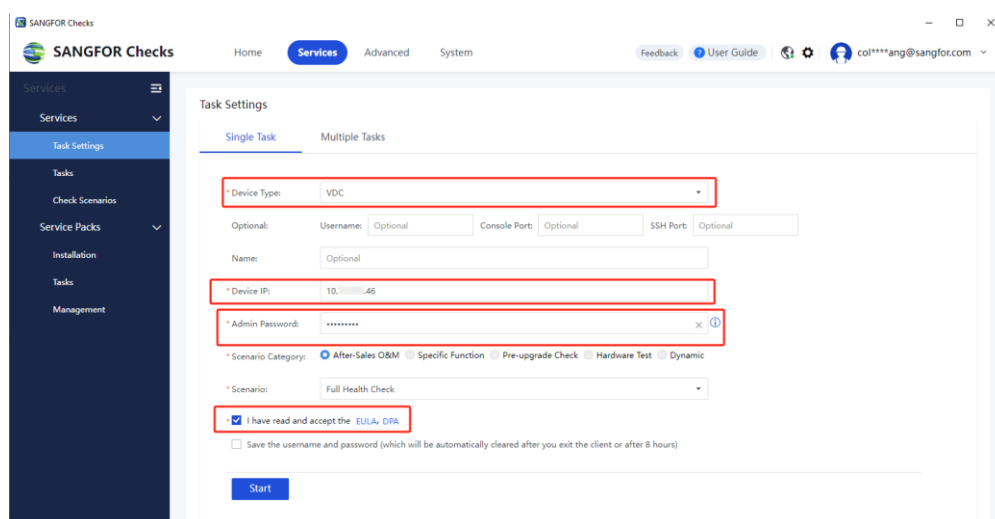 SANGFOR Checks
SANGFOR Checks Home Services Advanced System Feedback User Guide col****ang@sangfor.com
Services
Services
Task Settings
Tasks
Check Scenarios
Service Packs
Installation
Tasks
Management
Task Settings
Single Task Multiple Tasks
* Device Type: VDC
Optional: Username: Optional Console Port: Optional SSH Port: Optional
Name: Optional
* Device IP: 10. .46
* Admin Password: •••••••••
* Scenario Category: After-Sales O&M Specific Function Pre-upgrade Check Hardware Test Dynamic
* Scenario: Full Health Check
* I have read and accept the EULA, DPA
Save the username and password (which will be automatically cleared after you exit the client or after 8 hours)
Start